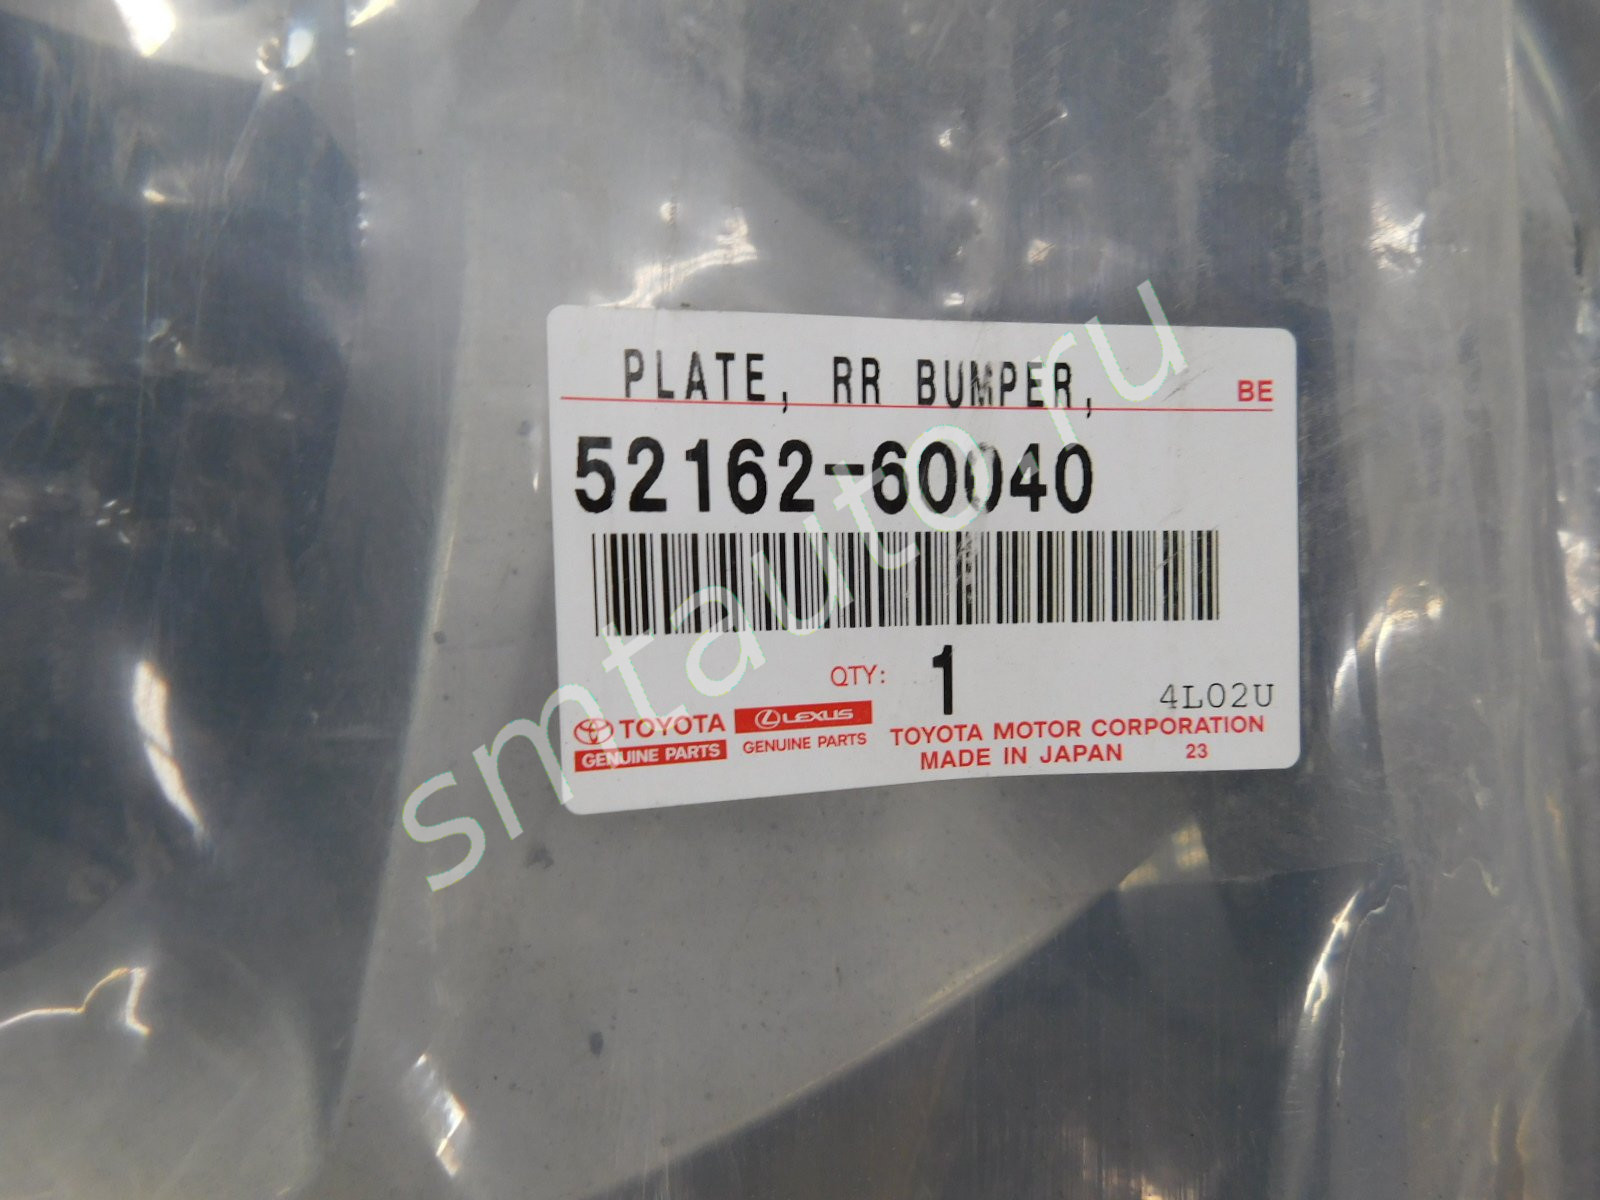 PLATE, RR BUMPER,
BE
52162-60040
QTY: 1
4L02U
TOYOTA
GENUINE PARTS
LEXUS
GENUINE PARTS
TOYOTA MOTOR CORPORATION
MADE IN JAPAN 23
smtauto.ru